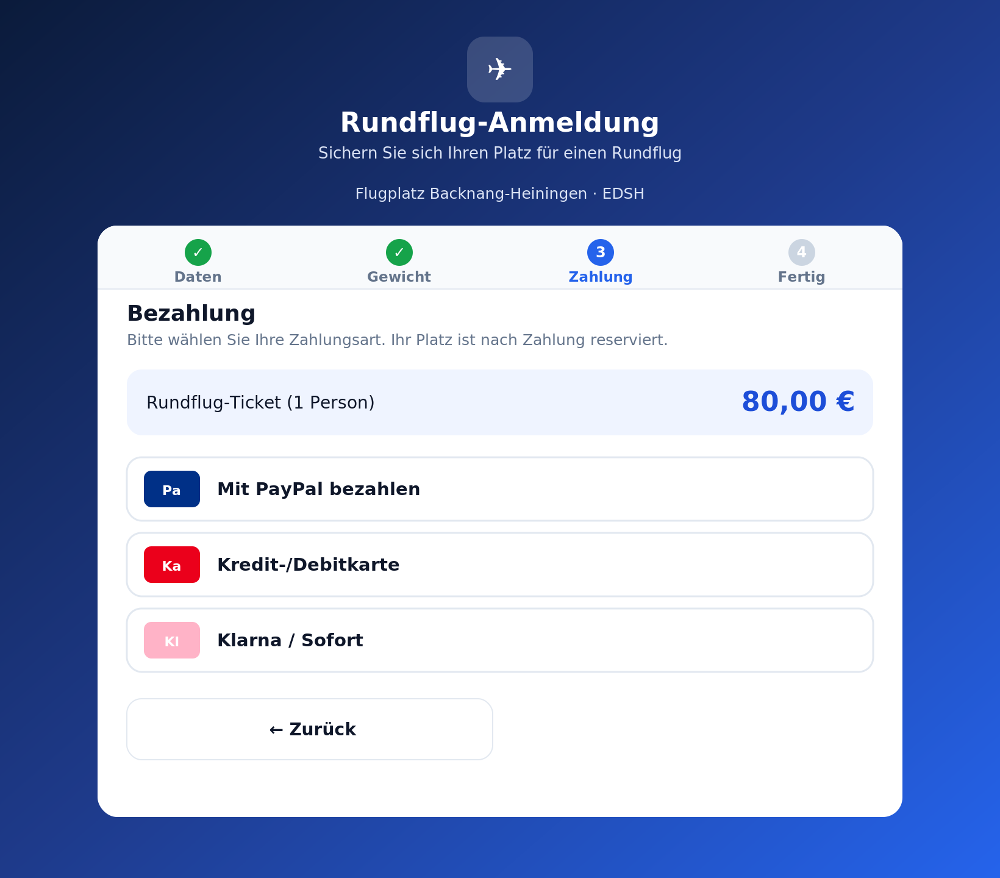 Rundflug-Anmeldung
Sichern Sie sich Ihren Platz für einen Rundflug
Flugplatz Backnang-Heiningen · EDSH
✓ ✓ 3 4
Daten Gewicht Zahlung Fertig
Bezahlung
Bitte wählen Sie Ihre Zahlungsart. Ihr Platz ist nach Zahlung reserviert.
Rundflug-Ticket (1 Person) 80,00 €
Pa Mit PayPal bezahlen
Ka Kredit-/Debitkarte
Kl Klarna / Sofort
← Zurück